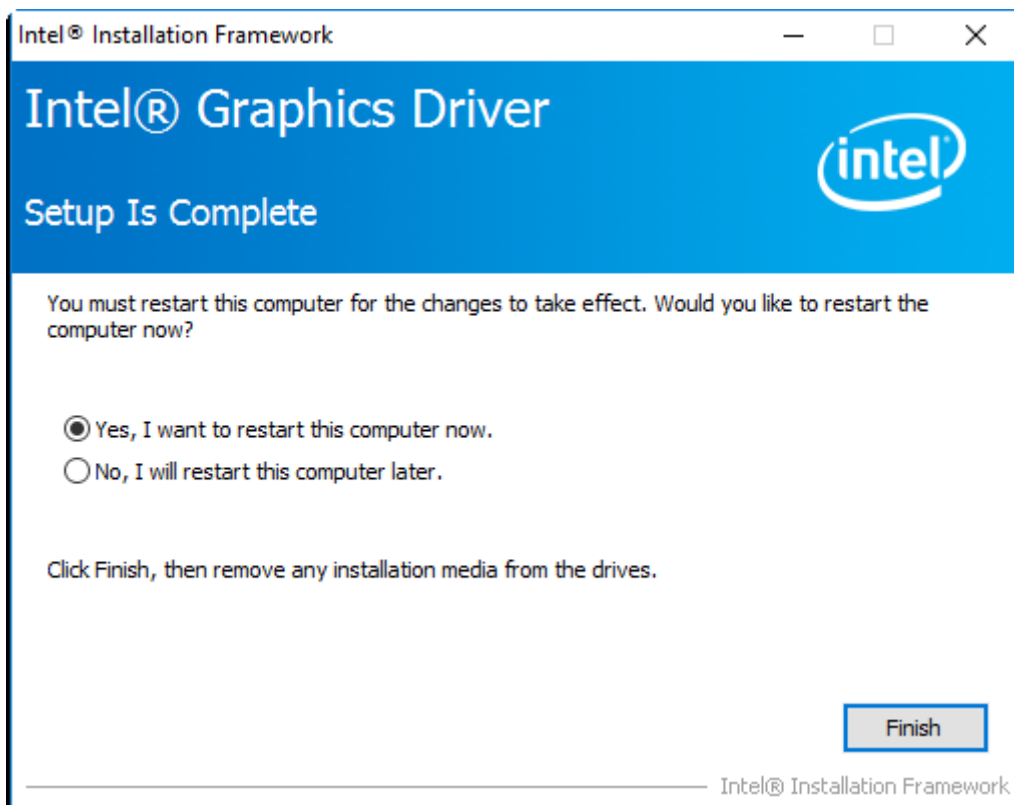 Intel® Installation Framework
Intel® Graphics Driver
intel®
Setup Is Complete
You must restart this computer for the changes to take effect. Would you like to restart the
computer now?
Yes, I want to restart this computer now.
No, I will restart this computer later.
Click Finish, then remove any installation media from the drives.
Finish
Intel® Installation Framework